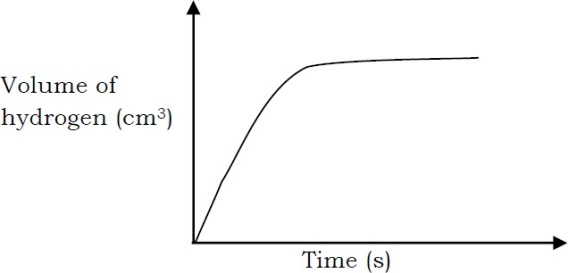 Volume of
hydrogen (cm³)
Time (s)